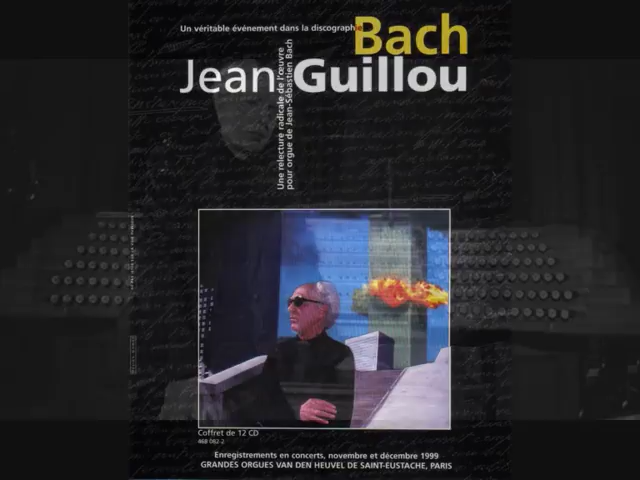 Un véritable événement dans la discographie
Bach
Jean Guillou
Une relecture radicale de l'œuvre
pour orgue de Jean-Sébastien Bach
Coffret de 12 CD
Enregistrements en concerts, novembre et décembre 1999
GRANDES ORGUES VAN DEN HEUVEL DE SAINT-EUSTACHE, PARIS